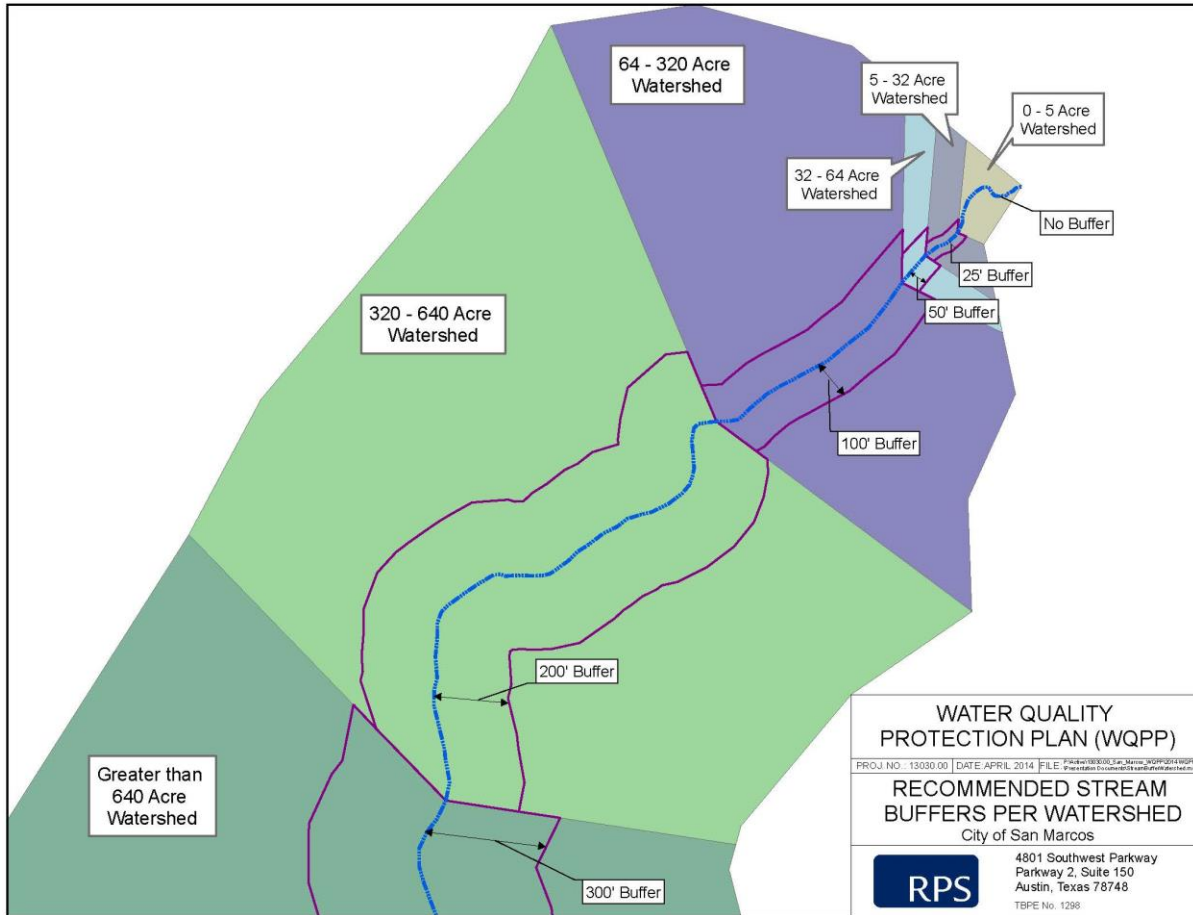 64 - 320 Acre
Watershed
5 - 32 Acre
Watershed
0 - 5 Acre
Watershed
32 - 64 Acre
Watershed
No Buffer
25' Buffer
50' Buffer
320 - 640 Acre
Watershed
100' Buffer
200' Buffer
Greater than
640 Acre
Watershed
300' Buffer
WATER QUALITY
PROTECTION PLAN (WQPP)
PROJ. NO.: 13030.00 DATE: APRIL 2014 FILE:
RECOMMENDED STREAM
BUFFERS PER WATERSHED
City of San Marcos
RPS
4801 Southwest Parkway
Parkway 2, Suite 150
Austin, Texas 78748
TBPE No. 1298